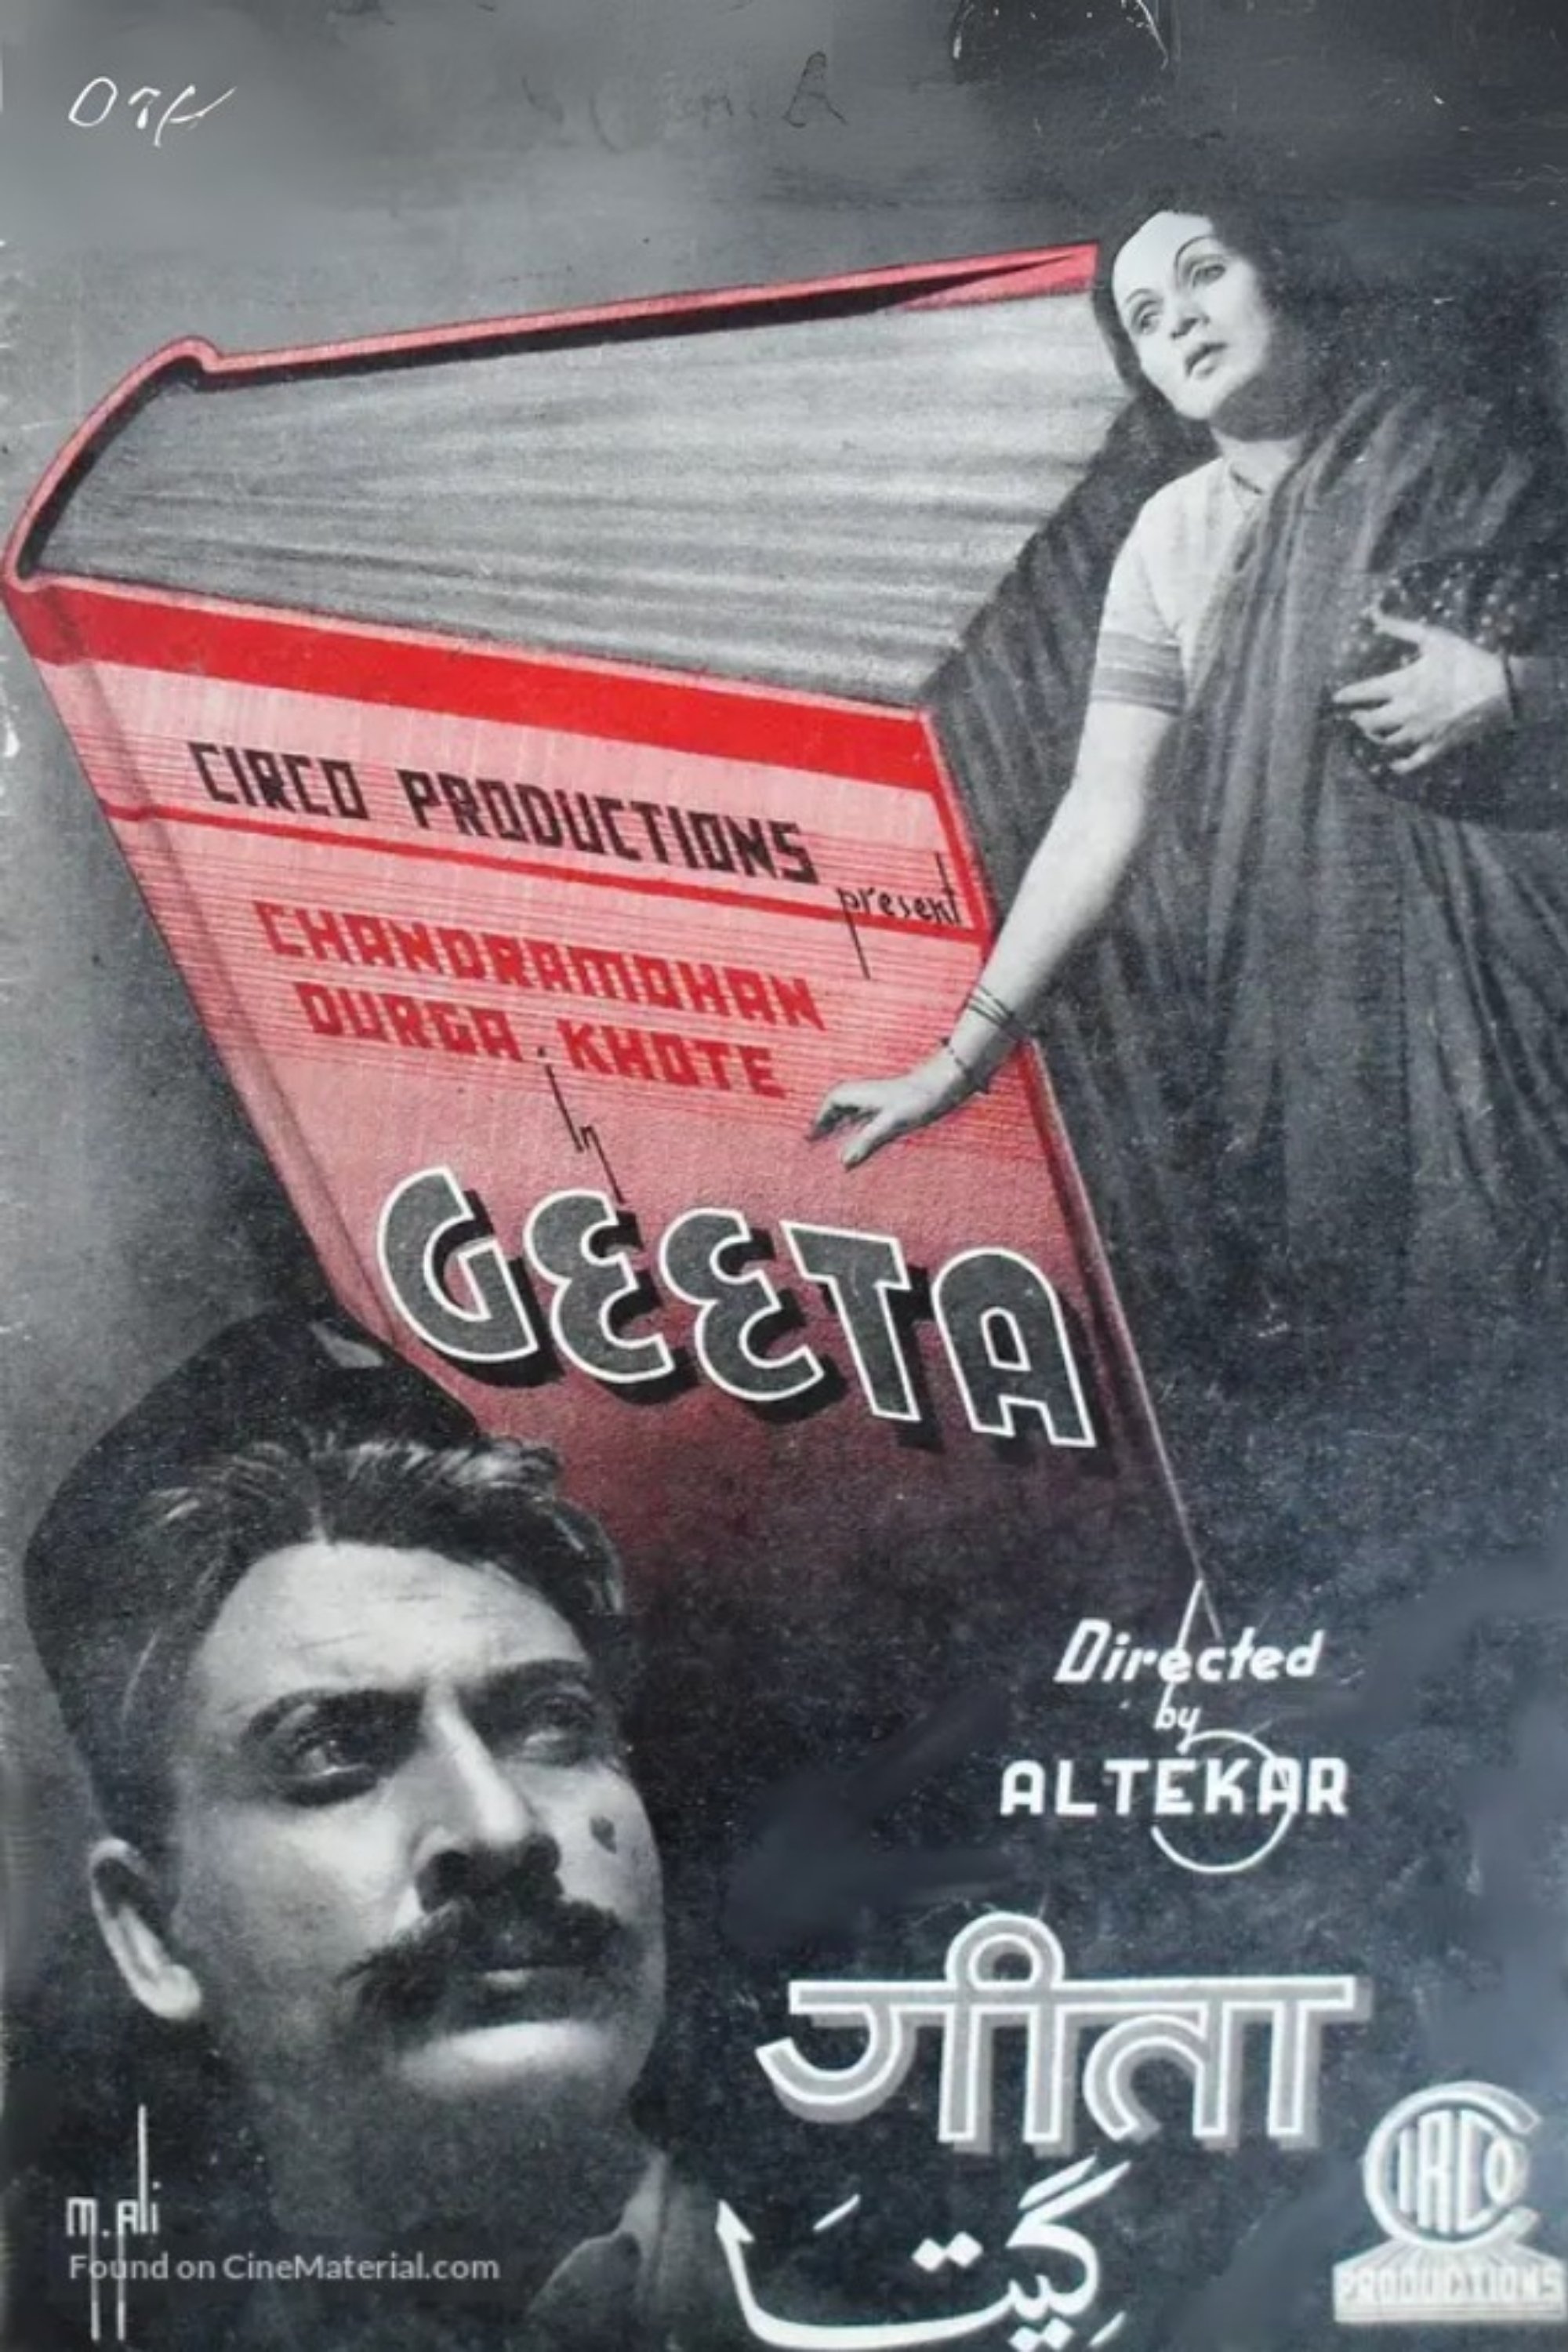 CIRCO PRODUCTIONS
present
CHANDRAMOHAN
DURGA KHOTE
In
GEETA
Directed
by
ALTEKAR
गीता
گیتَا
CIRCO
PRODUCTIONS
M. Ali
Found on CineMaterial.com